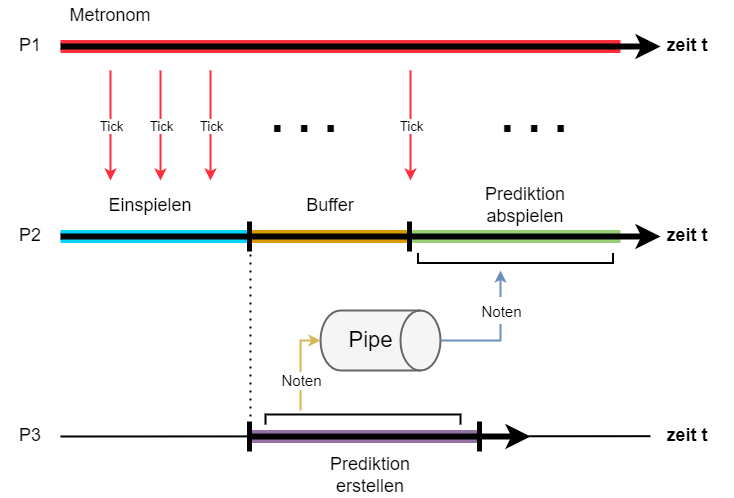 Metronom
P1
zeit t
Tick
Tick
Tick
Tick
Einspielen
Buffer
Prediktion
abspielen
P2
zeit t
Noten
Pipe
Noten
P3
zeit t
Prediktion
erstellen